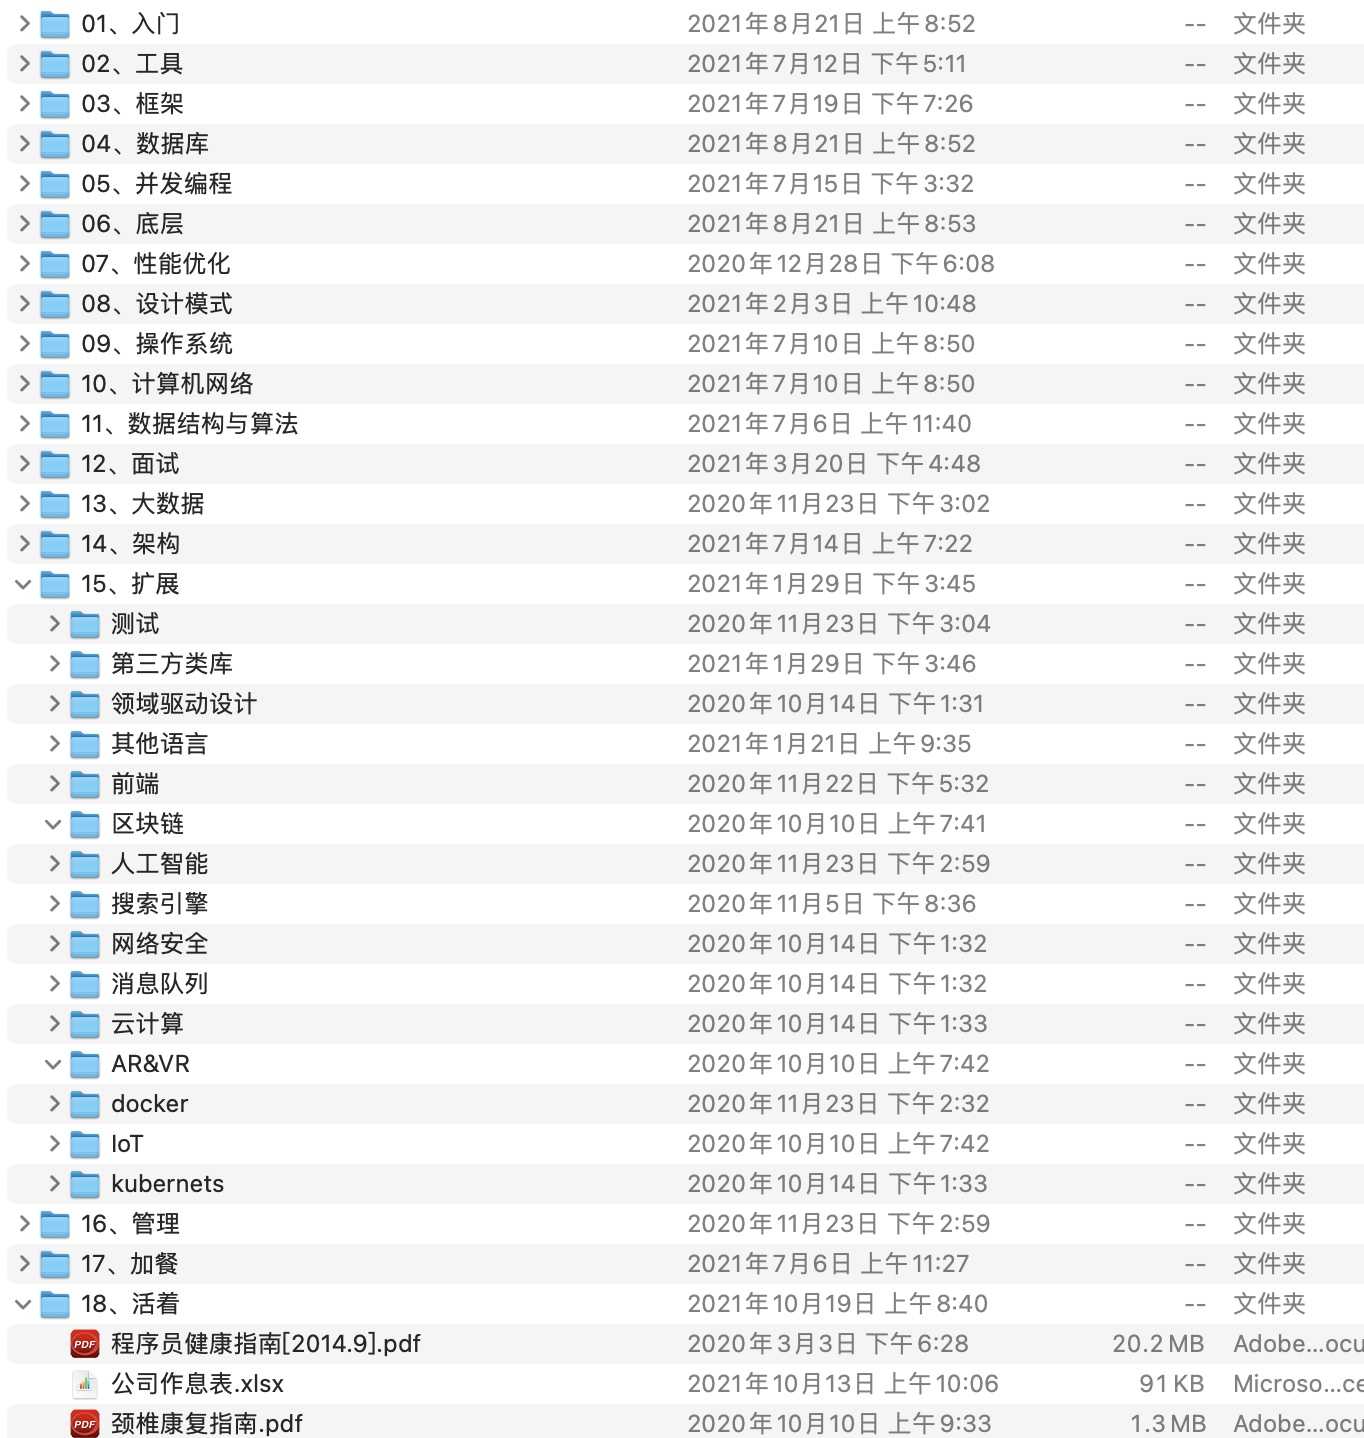 01、入门 2021年8月21日 上午8:52 -- 文件夹
02、工具 2021年7月12日 下午5:11 -- 文件夹
03、框架 2021年7月19日 下午7:26 -- 文件夹
04、数据库 2021年8月21日 上午8:52 -- 文件夹
05、并发编程 2021年7月15日 下午3:32 -- 文件夹
06、底层 2021年8月21日 上午8:53 -- 文件夹
07、性能优化 2020年12月28日 下午6:08 -- 文件夹
08、设计模式 2021年2月3日 上午10:48 -- 文件夹
09、操作系统 2021年7月10日 上午8:50 -- 文件夹
10、计算机网络 2021年7月10日 上午8:50 -- 文件夹
11、数据结构与算法 2021年7月6日 上午11:40 -- 文件夹
12、面试 2021年3月20日 下午4:48 -- 文件夹
13、大数据 2020年11月23日 下午3:02 -- 文件夹
14、架构 2021年7月14日 上午7:22 -- 文件夹
15、扩展 2021年1月29日 下午3:45 -- 文件夹
测试 2020年11月23日 下午3:04 -- 文件夹
第三方类库 2021年1月29日 下午3:46 -- 文件夹
领域驱动设计 2020年10月14日 下午1:31 -- 文件夹
其他语言 2021年1月21日 上午9:35 -- 文件夹
前端 2020年11月22日 下午5:32 -- 文件夹
区块链 2020年10月10日 上午7:41 -- 文件夹
人工智能 2020年11月23日 下午2:59 -- 文件夹
搜索引擎 2020年11月5日 下午8:36 -- 文件夹
网络安全 2020年10月14日 下午1:32 -- 文件夹
消息队列 2020年10月14日 下午1:32 -- 文件夹
云计算 2020年10月14日 下午1:33 -- 文件夹
AR&VR 2020年10月10日 上午7:42 -- 文件夹
docker 2020年11月23日 下午2:32 -- 文件夹
IoT 2020年10月10日 上午7:42 -- 文件夹
kubernets 2020年10月14日 下午1:33 -- 文件夹
16、管理 2020年11月23日 下午2:59 -- 文件夹
17、加餐 2021年7月6日 上午11:27 -- 文件夹
18、活着 2021年10月19日 上午8:40 -- 文件夹
程序员健康指南[2014.9].pdf 2020年3月3日 下午6:28 20.2 MB Adobe...ocu
公司作息表.xlsx 2021年10月13日 上午10:06 91 KB Microso...ce
颈椎康复指南.pdf 2020年10月10日 上午9:33 1.3 MB Adobe...ocu